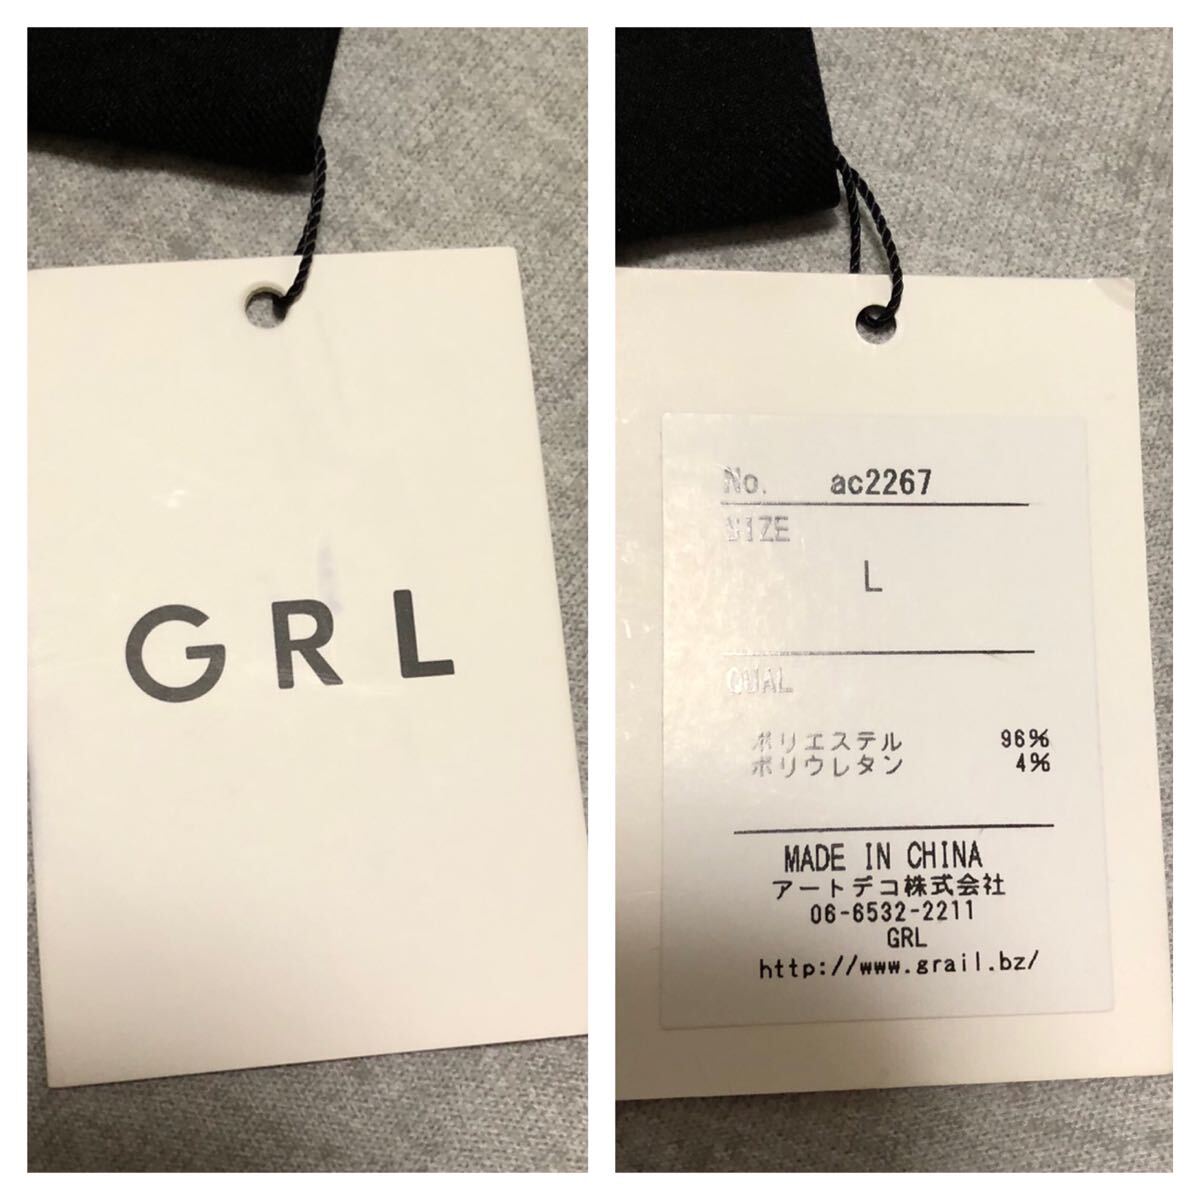 GRL
No. ac2267
SIZE
L
QUAL
ポリエステル 96%
ポリウレタン 4%
MADE IN CHINA
アートデコ株式会社
06-6532-2211
GRL
http://www.grail.bz/